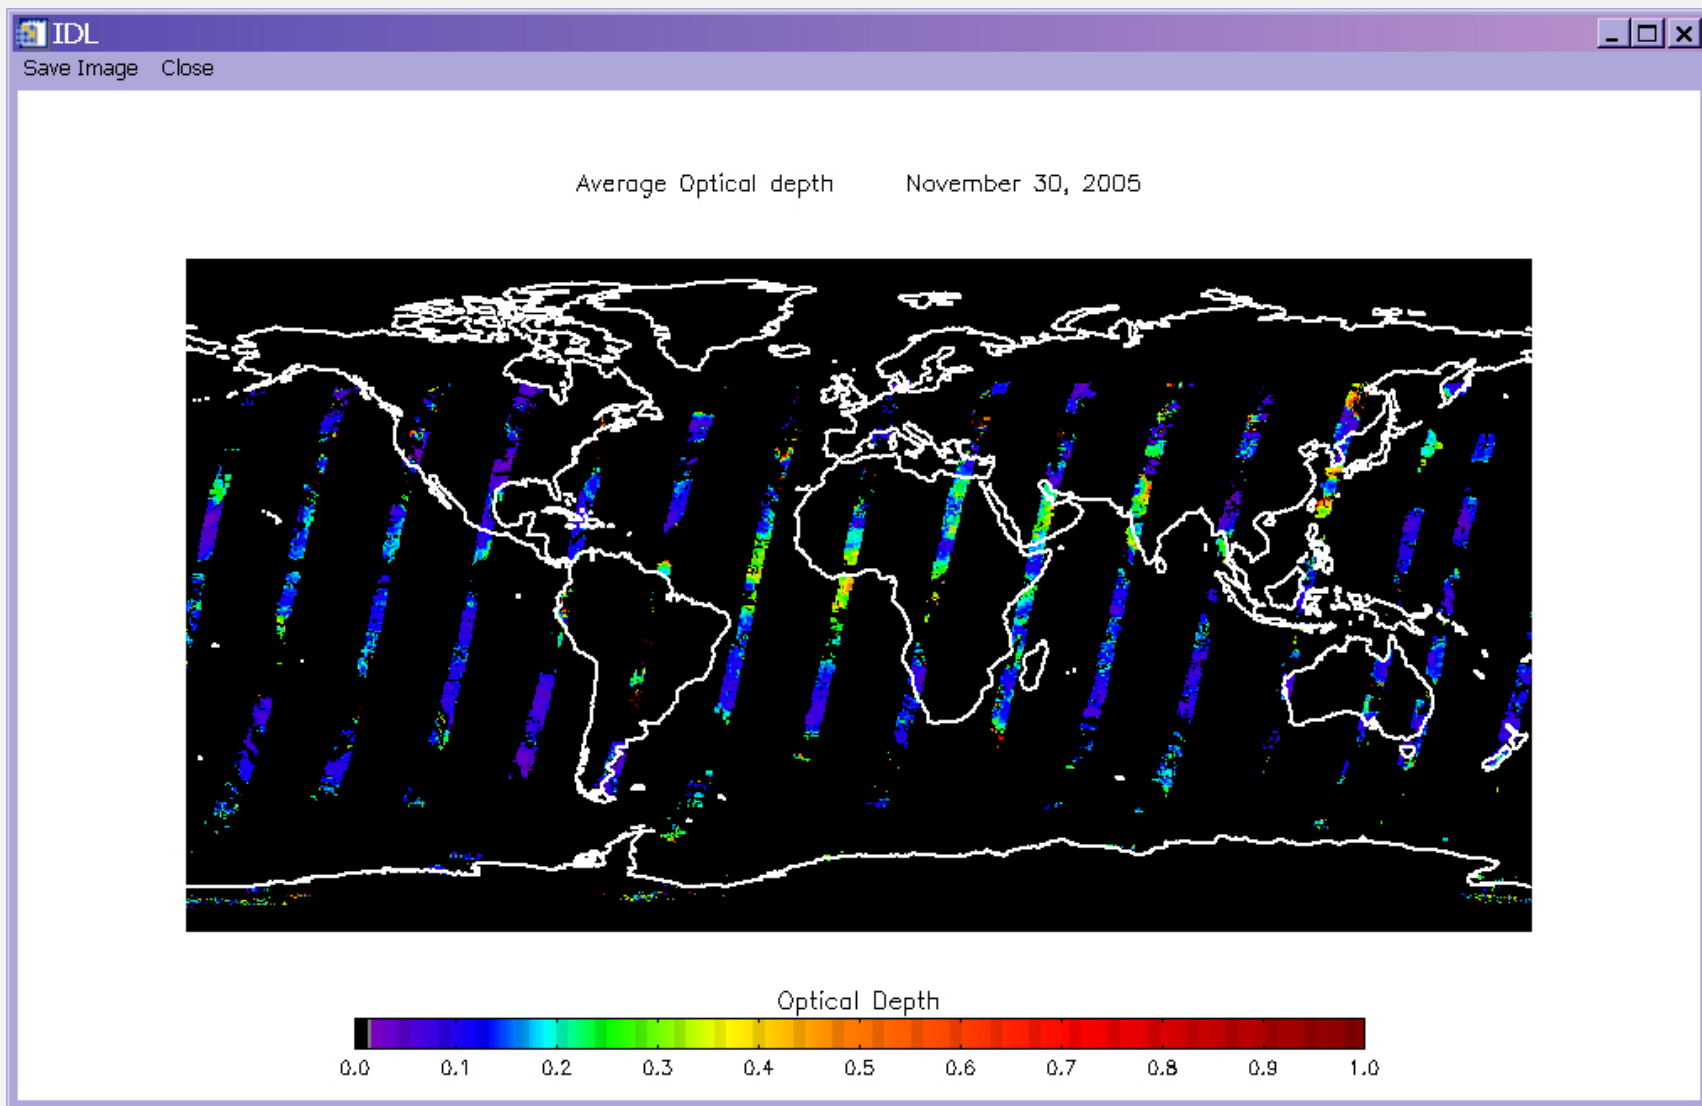 IDL
Save Image Close
Average Optical depth November 30, 2005
Optical Depth
0.0 0.1 0.2 0.3 0.4 0.5 0.6 0.7 0.8 0.9 1.0